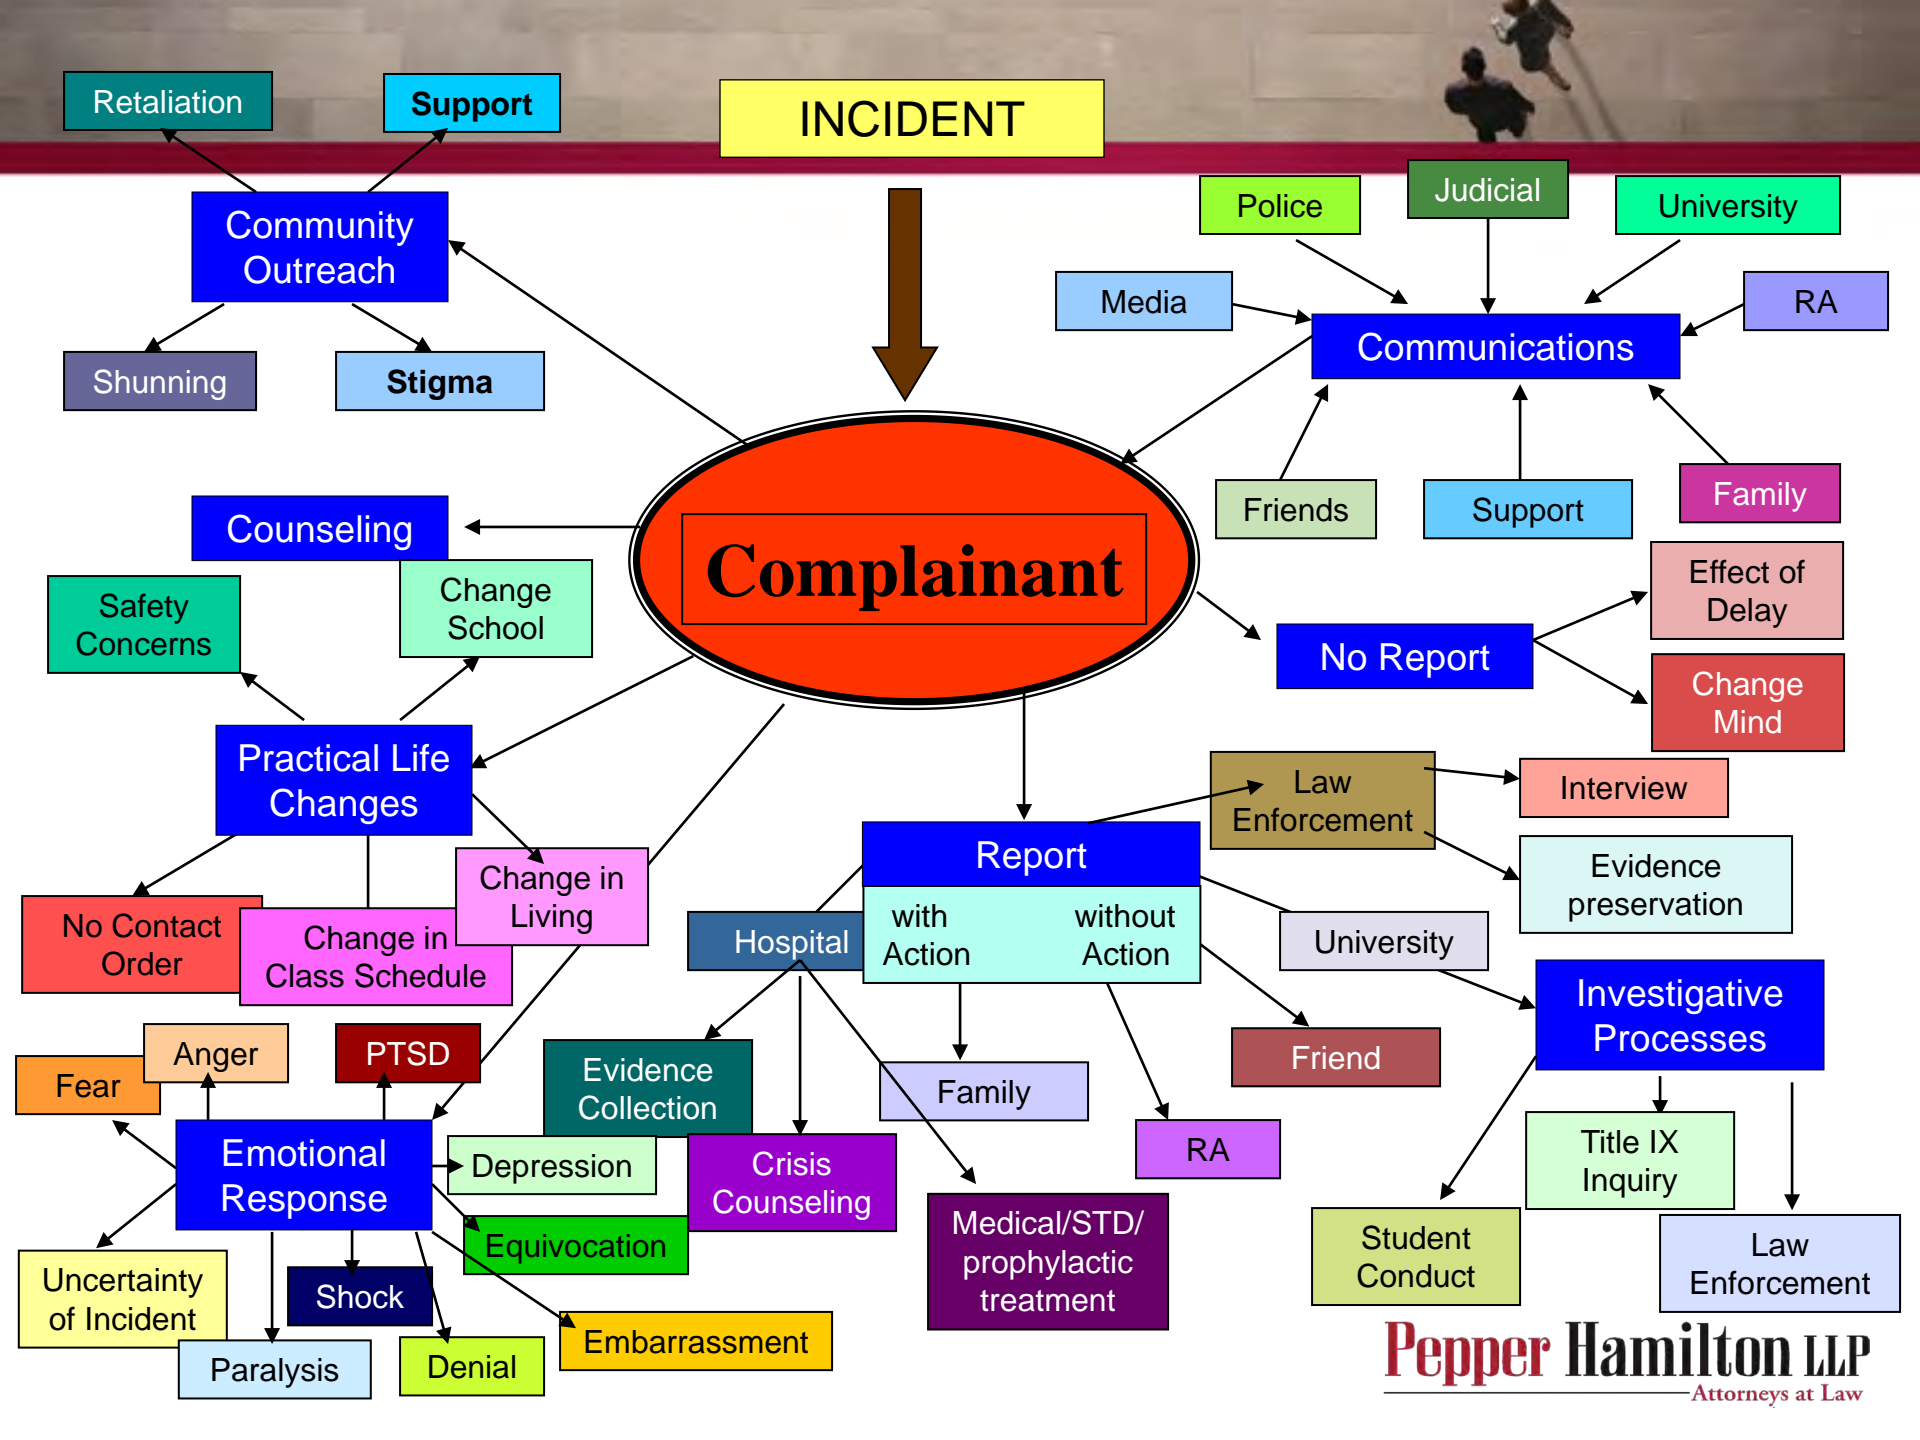 Retaliation
Support
INCIDENT
Community
Outreach
Police
Judicial
University
Media
RA
Communications
Shunning
Stigma
Friends
Support
Family
Counseling
Complainant
Safety
Concerns
Change
School
Effect of
Delay
No Report
Change
Mind
Practical Life
Changes
Law
Enforcement
Interview
Report
Evidence
preservation
No Contact
Order
Change in
Class Schedule
Change in
Living
Hospital
with
Action
without
Action
University
Investigative
Processes
Anger
PTSD
Fear
Evidence
Collection
Family
Friend
Emotional
Response
Depression
Crisis
Counseling
RA
Title IX
Inquiry
Equivocation
Medical/STD/
prophylactic
treatment
Student
Conduct
Law
Enforcement
Uncertainty
of Incident
Shock
Paralysis
Denial
Embarrassment
Pepper Hamilton LLP
Attorneys at Law